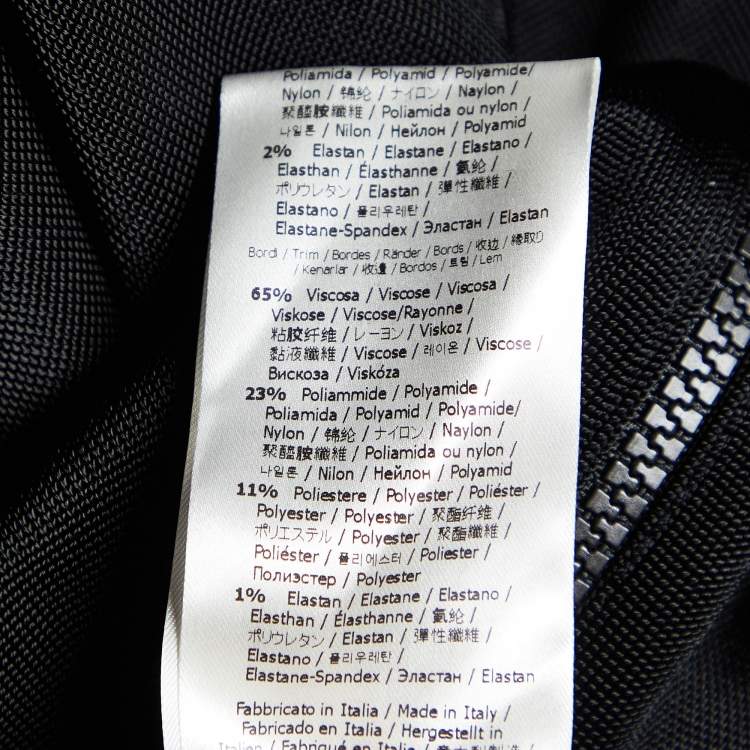 Poliamida / Polyamid / Polyamide/
Nylon / 锦纶 / ナイロン / Naylon /
聚醯胺纖維 / Poliamida ou nylon /
나일론 / Nilon / Нейлон / Polyamid
2% Elastan / Elastane / Elastano /
Elasthan / Élasthanne / 氨纶 /
ポリウレタン / Elastan / 彈性纖維 /
Elastano / 폴리우레탄 /
Elastane-Spandex / Эластан / Elastan
Bordi / Trim / Bordes / Ränder / Bords / 收边 / 縁取り
/ Kenarlar / 收邊 / Bordos / 트림 / Lem
65% Viscosa / Viscose / Viscosa /
Viskose / Viscose/Rayonne /
粘胶纤维 / レーヨン / Viskoz /
黏液纖維 / Viscose / 레이온 / Viscose /
Вискоза / Viskóza
23% Poliammide / Polyamide /
Poliamida / Polyamid / Polyamide/
Nylon / 锦纶 / ナイロン / Naylon /
聚醯胺纖維 / Poliamida ou nylon /
나일론 / Nilon / Нейлон / Polyamid
11% Poliestere / Polyester / Poliéster /
Polyester / Polyester / 聚酯纤维 /
ポリエステル / Polyester / 聚酯纖維 /
Poliéster / 폴리에스터 / Poliester /
Полиэстер / Polyester
1% Elastan / Elastane / Elastano /
Elasthan / Élasthanne / 氨纶 /
ポリウレタン / Elastan / 彈性纖維 /
Elastano / 폴리우레탄 /
Elastane-Spandex / Эластан / Elastan
Fabbricato in Italia / Made in Italy /
Fabricado en Italia / Hergestellt in
Italien / Fabriqué en Italie / 意大利制造 /